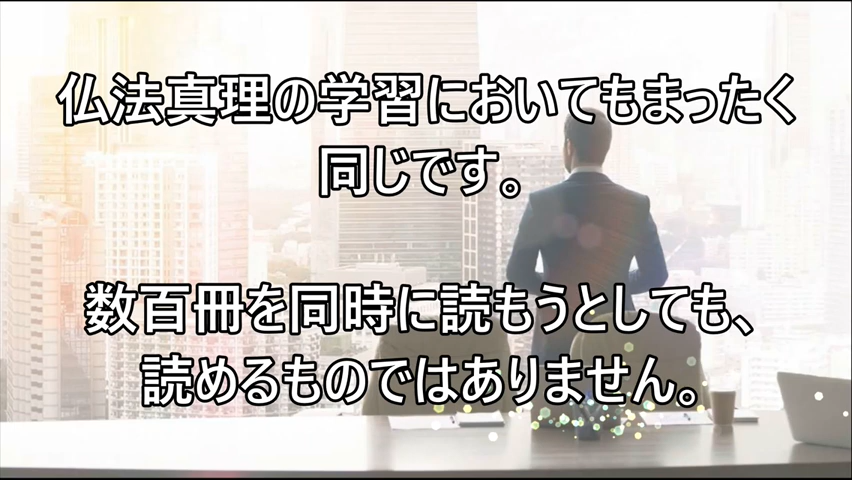 仏法真理の学習においてもまったく
同じです。
数百冊を同時に読もうとしても、
読めるものではありません。